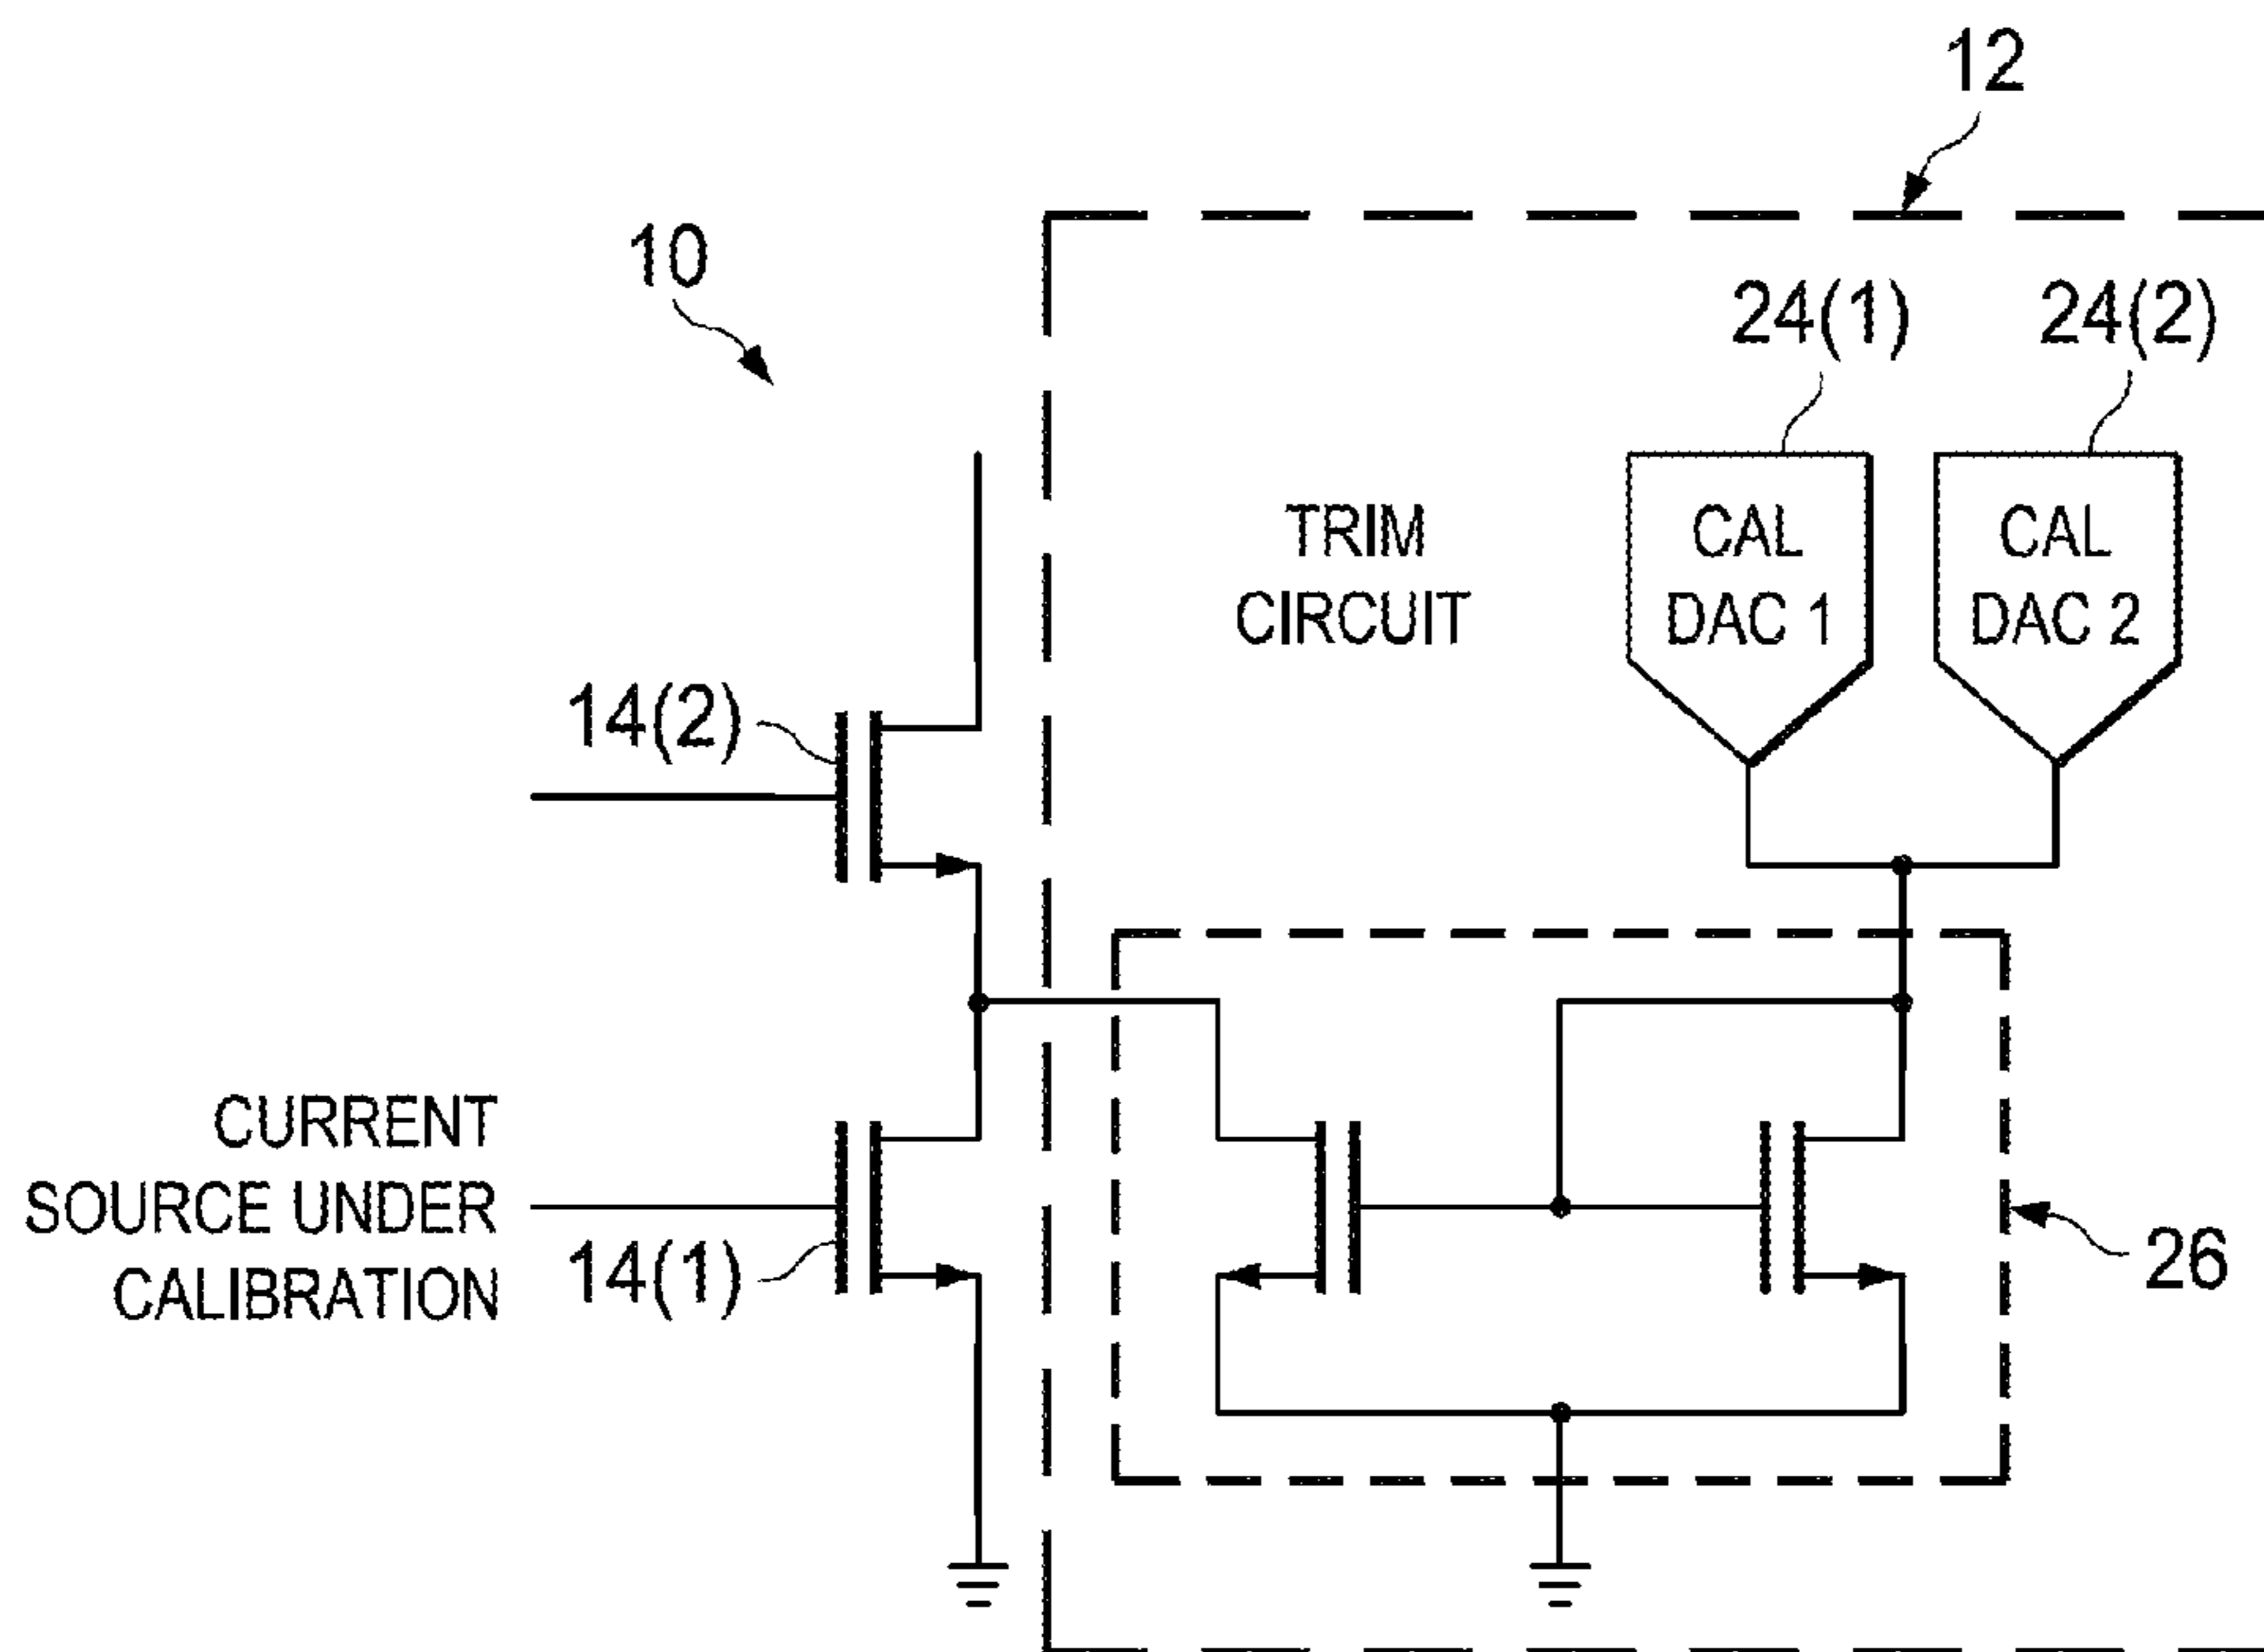 12
10
24(1) 24(2)
TRIM
CIRCUIT
CAL
DAC 1
CAL
DAC 2
14(2)
CURRENT
SOURCE UNDER
CALIBRATION
14(1)
26